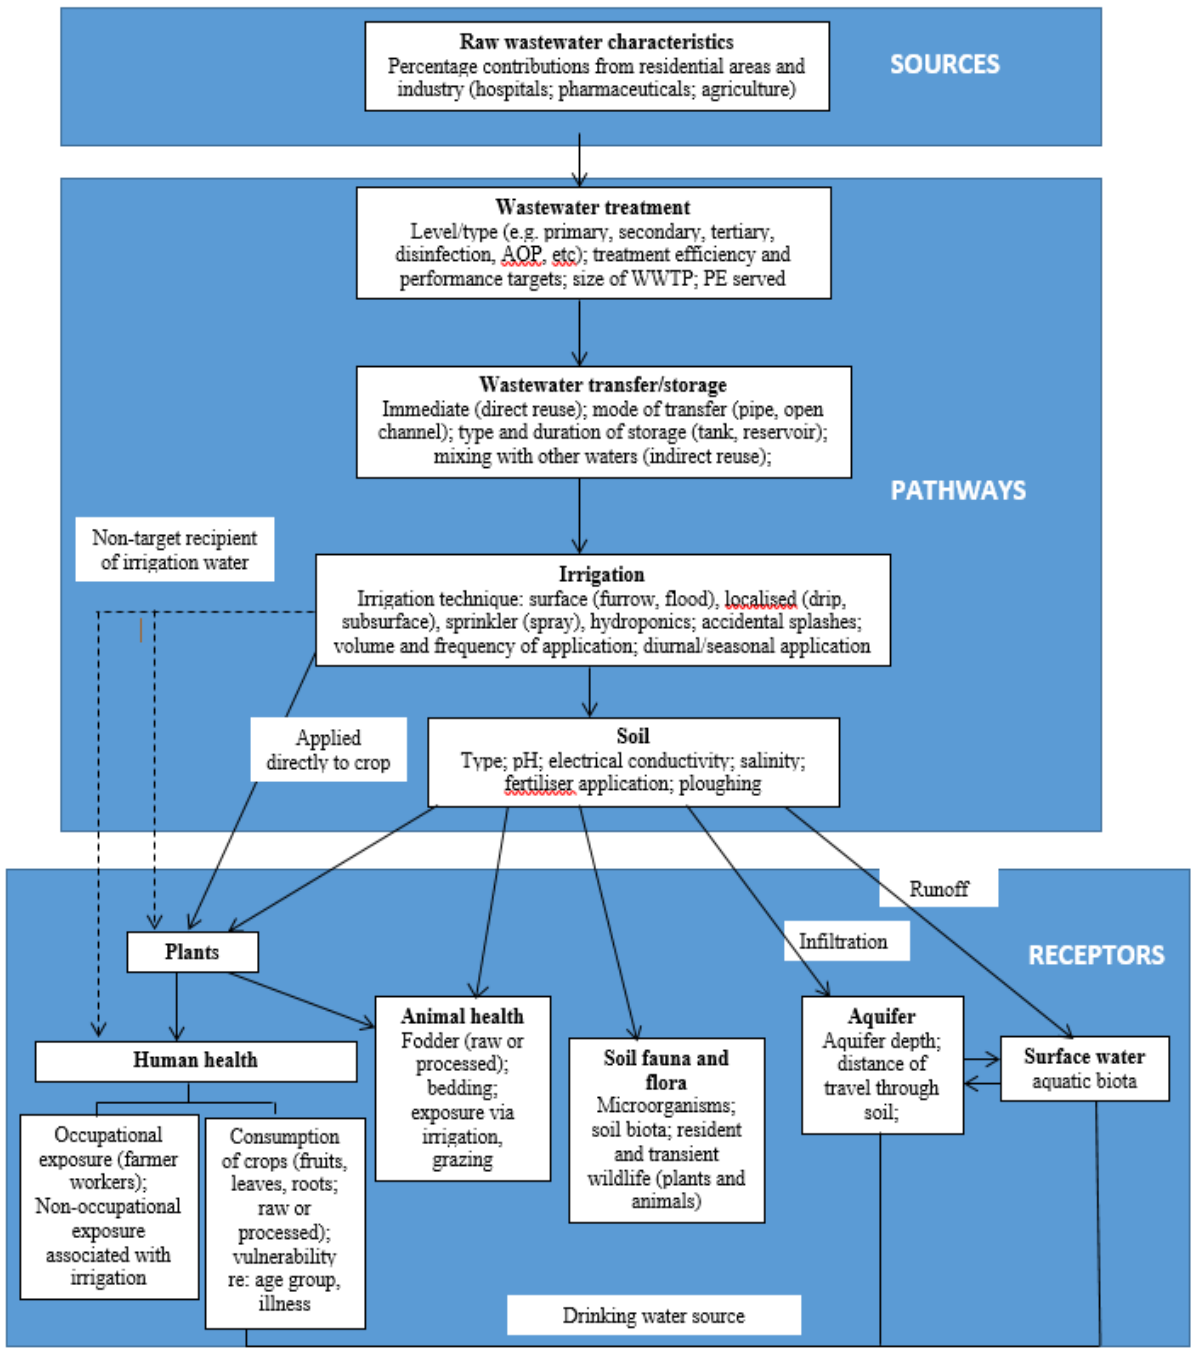 Raw wastewater characteristics
Percentage contributions from residential areas and
industry (hospitals; pharmaceuticals; agriculture)
SOURCES
Wastewater treatment
Level/type (e.g. primary, secondary, tertiary,
disinfection, AOP, etc); treatment efficiency and
performance targets; size of WWTP; PE served
Wastewater transfer/storage
Immediate (direct reuse); mode of transfer (pipe, open
channel); type and duration of storage (tank, reservoir);
mixing with other waters (indirect reuse);
PATHWAYS
Non-target recipient
of irrigation water
Irrigation
Irrigation technique: surface (furrow, flood), localised (drip,
subsurface), sprinkler (spray), hydroponics; accidental splashes;
volume and frequency of application; diurnal/seasonal application
Applied
directly to crop
Soil
Type; pH; electrical conductivity; salinity;
fertiliser application; ploughing
Runoff
Infiltration
RECEPTORS
Plants
Human health
Occupational
exposure (farmer
workers);
Non-occupational
exposure
associated with
irrigation
Consumption
of crops (fruits,
leaves, roots;
raw or
processed);
vulnerability
re: age group,
illness
Animal health
Fodder (raw or
processed);
bedding;
exposure via
irrigation,
grazing
Soil fauna and
flora
Microorganisms;
soil biota; resident
and transient
wildlife (plants and
animals)
Aquifer
Aquifer depth;
distance of
travel through
soil;
Surface water
aquatic biota
Drinking water source